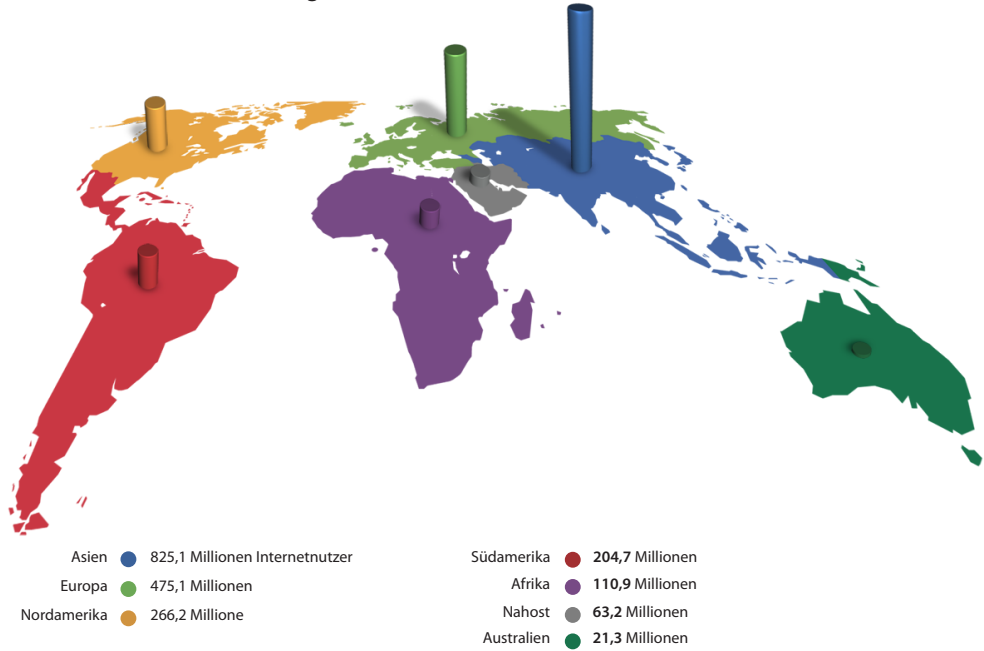 Asien 825,1 Millionen Internetnutzer
Europa 475,1 Millionen
Nordamerika 266,2 Millione
Südamerika 204,7 Millionen
Afrika 110,9 Millionen
Nahost 63,2 Millionen
Australien 21,3 Millionen